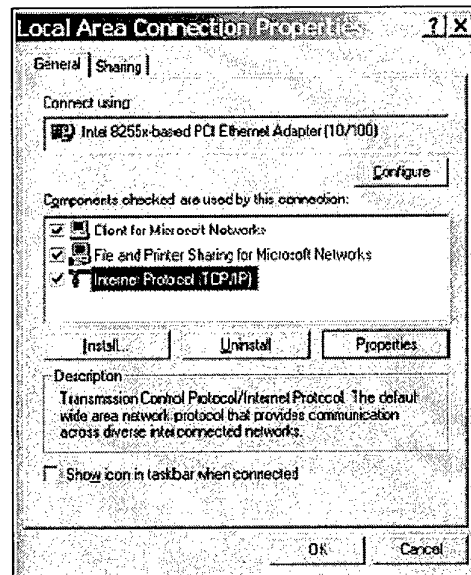 Local Area Connection Properties ? X
General Sharing
Connect using:
Intel 8255x-based PCI Ethernet Adapter (10/100)
Configure
Components checked are used by this connection:
Client for Microsoft Networks
File and Printer Sharing for Microsoft Networks
Internet Protocol (TCP/IP)
Install... Uninstall Properties
Description
Transmission Control Protocol/Internet Protocol. The default
wide area network protocol that provides communication
across diverse interconnected networks.
Show icon in taskbar when connected
OK Cancel